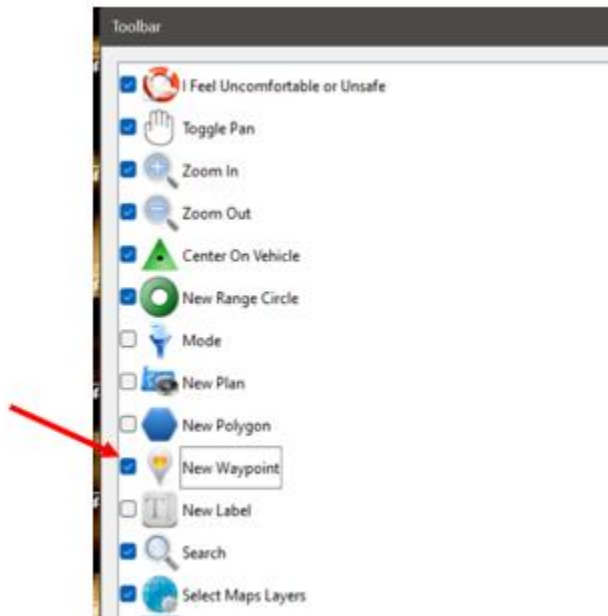 Toolbar
I Feel Uncomfortable or Unsafe
Toggle Pan
Zoom In
Zoom Out
Center On Vehicle
New Range Circle
Mode
New Plan
New Polygon
New Waypoint
New Label
Search
Select Maps Layers